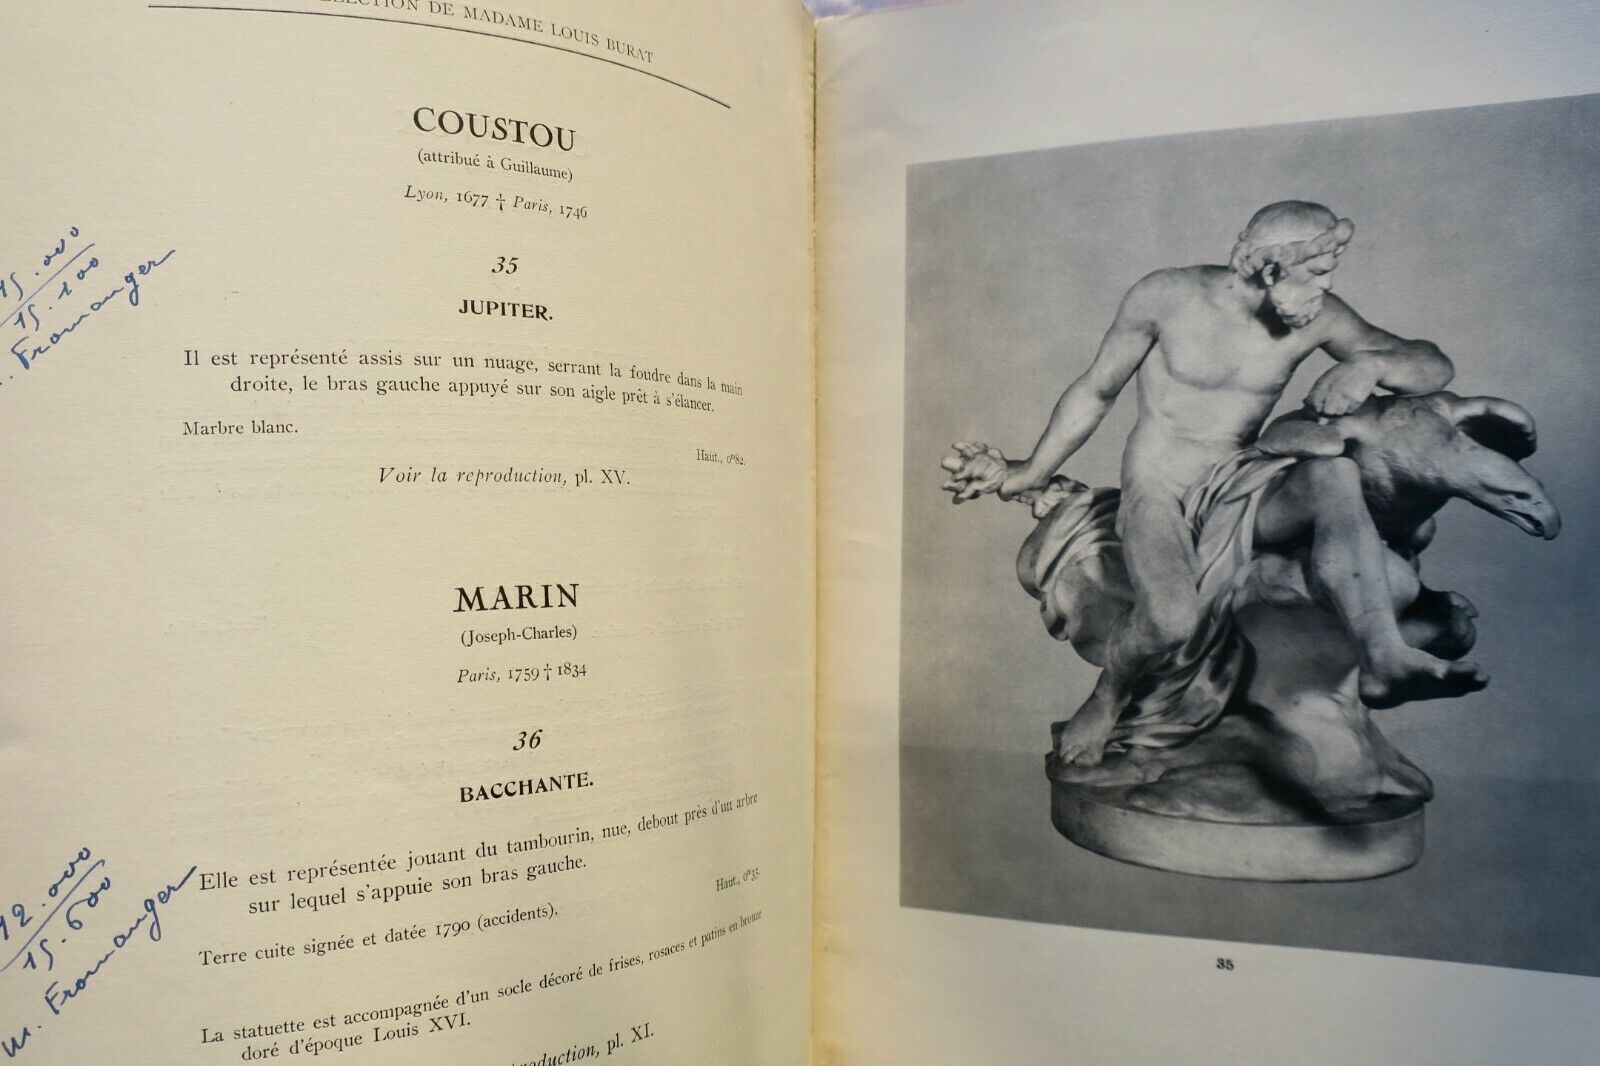 DE MADAME LOUIS BURAT
COUSTOU
(attribué à Guillaume)
Lyon, 1677 † Paris, 1746
35
JUPITER.
15.000
15.100
Fromanger
Il est représenté assis sur un nuage, serrant la foudre dans la main
droite, le bras gauche appuyé sur son aigle prêt à s'élancer.
Marbre blanc.
Haut., 0ᵐ82.
Voir la reproduction, pl. XV.
MARIN
(Joseph-Charles)
Paris, 1759 † 1834
36
BACCHANTE.
12.000
15.600
M. Fromanger
Elle est représentée jouant du tambourin, nue, debout près d'un arbre
sur lequel s'appuie son bras gauche.
Haut., 0ᵐ35.
Terre cuite signée et datée 1790 (accidents).
La statuette est accompagnée d'un socle décoré de frises, rosaces et patins en bronze
doré d'époque Louis XVI.
pl. XI.
35